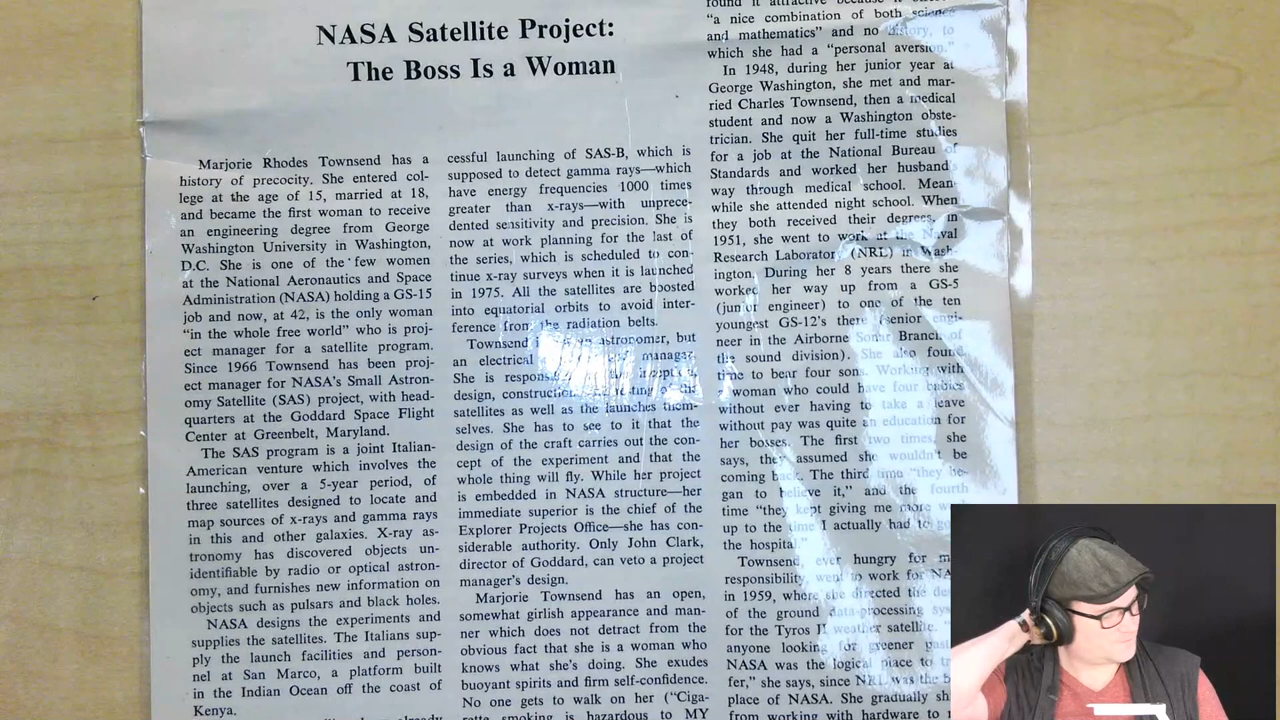 NASA Satellite Project:
The Boss Is a Woman
Marjorie Rhodes Townsend has a
history of precocity. She entered col-
lege at the age of 15, married at 18,
and became the first woman to receive
an engineering degree from George
Washington University in Washington,
D.C. She is one of the few women
at the National Aeronautics and Space
Administration (NASA) holding a GS-15
job and now, at 42, is the only woman
"in the whole free world" who is proj-
ect manager for a satellite program.
Since 1966 Townsend has been proj-
ect manager for NASA's Small Astron-
omy Satellite (SAS) project, with head-
quarters at the Goddard Space Flight
Center at Greenbelt, Maryland.
The SAS program is a joint Italian-
American venture which involves the
launching, over a 5-year period, of
three satellites designed to locate and
map sources of x-rays and gamma rays
in this and other galaxies. X-ray as-
tronomy has discovered objects un-
identifiable by radio or optical astron-
omy, and furnishes new information on
objects such as pulsars and black holes.
NASA designs the experiments and
supplies the satellites. The Italians sup-
ply the launch facilities and person-
nel at San Marco, a platform built
in the Indian Ocean off the coast of
Kenya.
already
cessful launching of SAS-B, which is
supposed to detect gamma rays—which
have energy frequencies 1000 times
greater than x-rays—with unprece-
dented sensitivity and precision. She is
now at work planning for the last of
the series, which is scheduled to con-
tinue x-ray surveys when it is launched
in 1975. All the satellites are boosted
into equatorial orbits to avoid inter-
ference from the radiation belts.
Townsend is astronomer, but
an electrical manager.
She is
design, construction, of the
satellites as well as the launches them-
selves. She has to see to it that the
design of the craft carries out the con-
cept of the experiment and that the
whole thing will fly. While her project
is embedded in NASA structure—her
immediate superior is the chief of the
Explorer Projects Office—she has con-
siderable authority. Only John Clark,
director of Goddard, can veto a project
manager's design.
Marjorie Townsend has an open,
somewhat girlish appearance and man-
ner which does not detract from the
obvious fact that she is a woman who
knows what she's doing. She exudes
buoyant spirits and firm self-confidence.
No one gets to walk on her ("Ciga-
rette smoking is hazardous to MY
found it attractive because it
"a nice combination of both science
and mathematics" and no history, to
which she had a "personal aversion."
In 1948, during her junior year at
George Washington, she met and mar-
ried Charles Townsend, then a medical
student and now a Washington obste-
trician. She quit her full-time studies
for a job at the National Bureau of
Standards and worked her husband's
way through medical school. Mean-
while she attended night school. When
they both received their degrees, in
1951, she went to work at the Naval
Research Laboratory (NRL) in Wash-
ington. During her 8 years there she
worked her way up from a GS-5
(junior engineer) to one of the ten
youngest GS-12's there (senior engi-
neer in the Airborne Sonar Branch of
the sound division). She also found
time to bear four sons. Working with
a woman who could have four babies
without ever having to take a leave
without pay was quite an education for
her bosses. The first two times, she
says, they assumed she wouldn't be
coming back. The third time "they be-
gan to believe it," and the fourth
time "they kept giving me more
up to the time I actually had to
the hospital."
Townsend, ever hungry for
responsibility, went to work for
in 1959, where she directed the
of the ground data-processing
for the Tyros II weather satellite.
anyone looking for greener
NASA was the logical place to
fer," she says, since NRL was the
place of NASA. She gradually
from working with hardware to